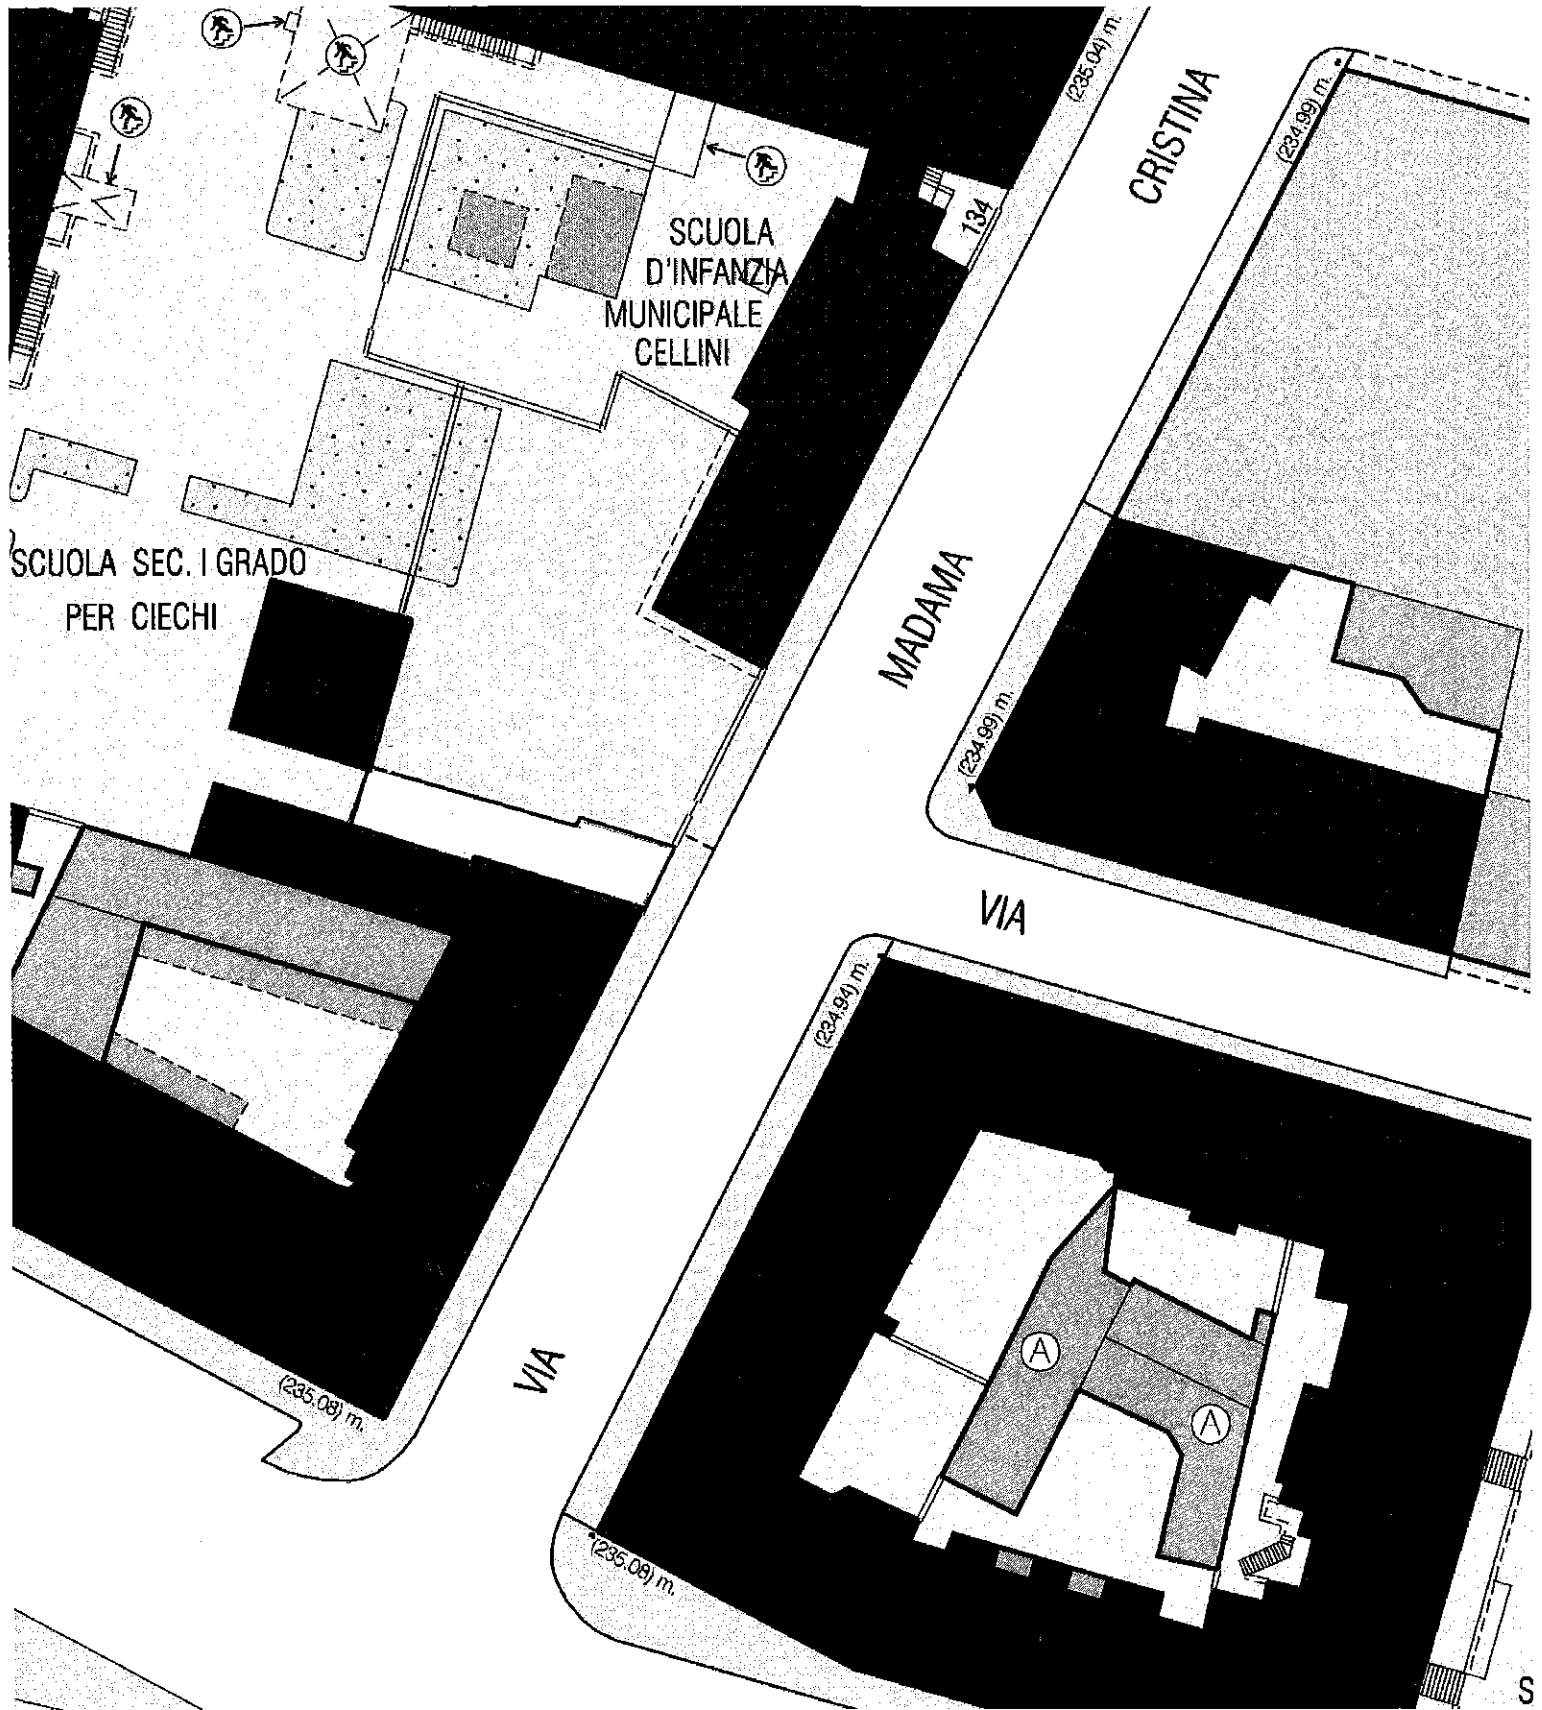 (235.04) m.
CRISTINA
(234.99) m.
134
SCUOLA
D'INFANZIA
MUNICIPALE
CELLINI
SCUOLA SEC. I GRADO
PER CIECHI
MADAMA
(234.99) m.
VIA
(234.94) m.
VIA
A
A
(235.08) m.
(235.08) m.
S